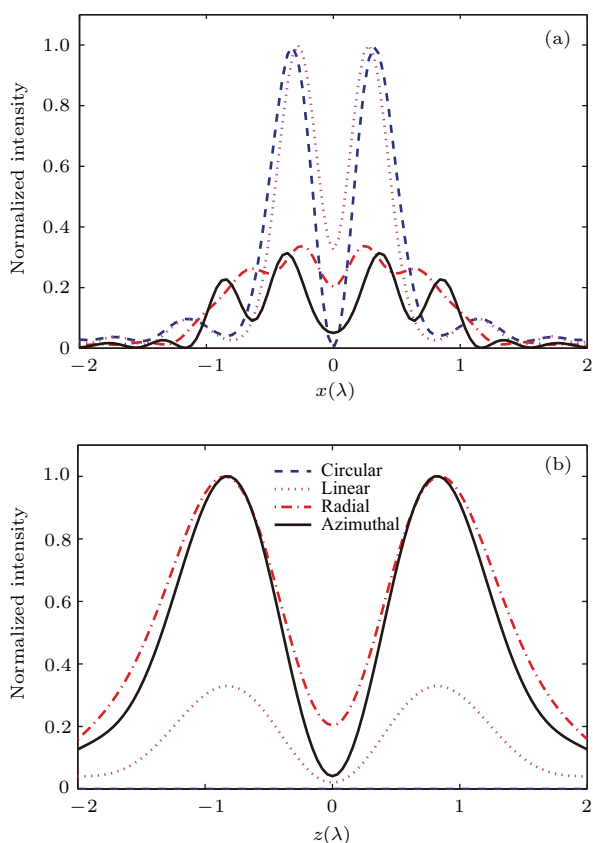 (a)
1.0
0.8
0.6
0.4
0.2
0
Normalized intensity
−2
−1
0
1
2
x(λ)
(b)
1.0
0.8
0.6
0.4
0.2
0
Normalized intensity
Circular
Linear
Radial
Azimuthal
−2
−1
0
1
2
z(λ)